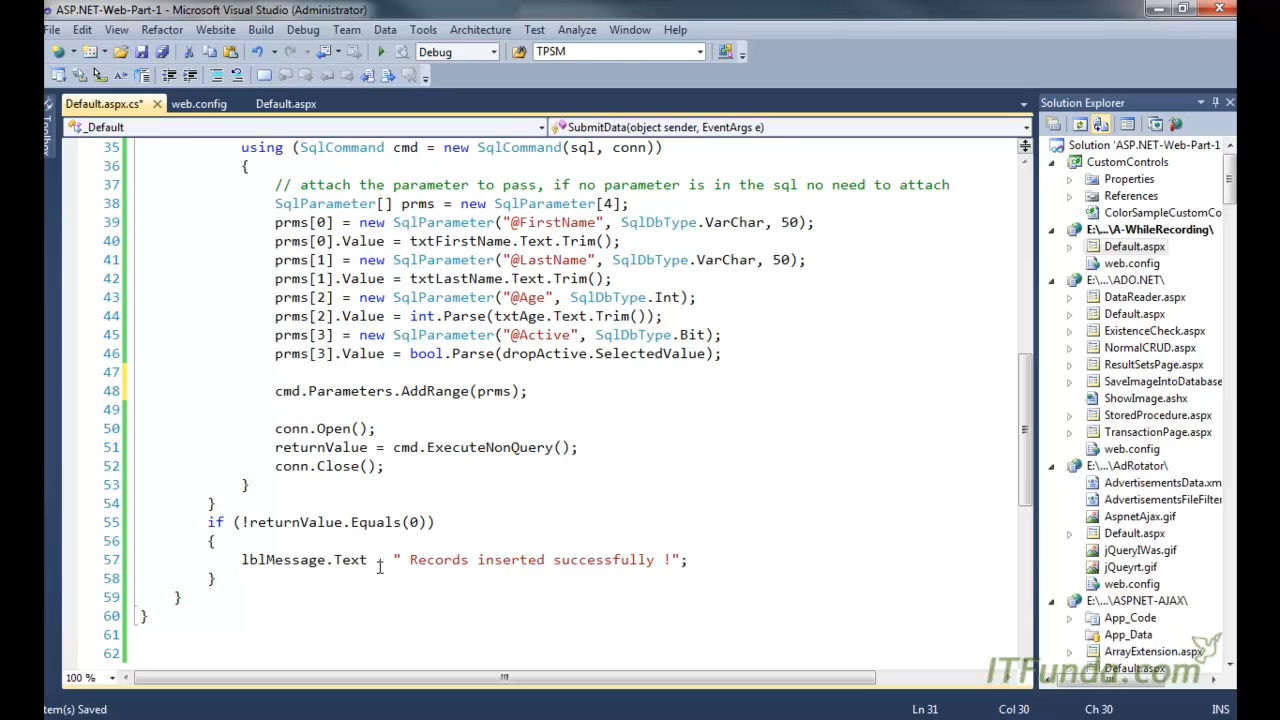 ASP.NET-Web-Part-1 - Microsoft Visual Studio (Administrator)
File Edit View Refactor Website Build Debug Team Data Tools Architecture Test Analyze Window Help
Debug TPSM
Default.aspx.cs* web.config Default.aspx
_Default SubmitData(object sender, EventArgs e)
35 using (SqlCommand cmd = new SqlCommand(sql, conn))
36 {
37 // attach the parameter to pass, if no parameter is in the sql no need to attach
38 SqlParameter[] prms = new SqlParameter[4];
39 prms[0] = new SqlParameter("@FirstName", SqlDbType.VarChar, 50);
40 prms[0].Value = txtFirstName.Text.Trim();
41 prms[1] = new SqlParameter("@LastName", SqlDbType.VarChar, 50);
42 prms[1].Value = txtLastName.Text.Trim();
43 prms[2] = new SqlParameter("@Age", SqlDbType.Int);
44 prms[2].Value = int.Parse(txtAge.Text.Trim());
45 prms[3] = new SqlParameter("@Active", SqlDbType.Bit);
46 prms[3].Value = bool.Parse(dropActive.SelectedValue);
47
48 cmd.Parameters.AddRange(prms);
49
50 conn.Open();
51 returnValue = cmd.ExecuteNonQuery();
52 conn.Close();
53 }
54 }
55 if (!returnValue.Equals(0))
56 {
57 lblMessage.Text = " Records inserted successfully !";
58 }
59 }
60 }
61
62
100 %
Toolbox
Solution Explorer
Solution 'ASP.NET-Web-Part-1
CustomControls
Properties
References
ColorSampleCustomCo
E:\...\A-WhileRecording\
Default.aspx
web.config
E:\...\ADO.NET\
DataReader.aspx
Default.aspx
ExistenceCheck.aspx
NormalCRUD.aspx
ResultSetsPage.aspx
SaveImageIntoDatabase
ShowImage.ashx
StoredProcedure.aspx
TransactionPage.aspx
web.config
E:\...\AdRotator\
AdvertisementsData.xm
AdvertisementsFileFilter
AspnetAjax.gif
Default.aspx
jQueryIWas.gif
jQueyrt.gif
web.config
E:\...\ASPNET-AJAX\
App_Code
App_Data
ArrayExtension.aspx
Default.aspx
ITFunda.com
tem(s) Saved Ln 31 Col 30 Ch 30 INS